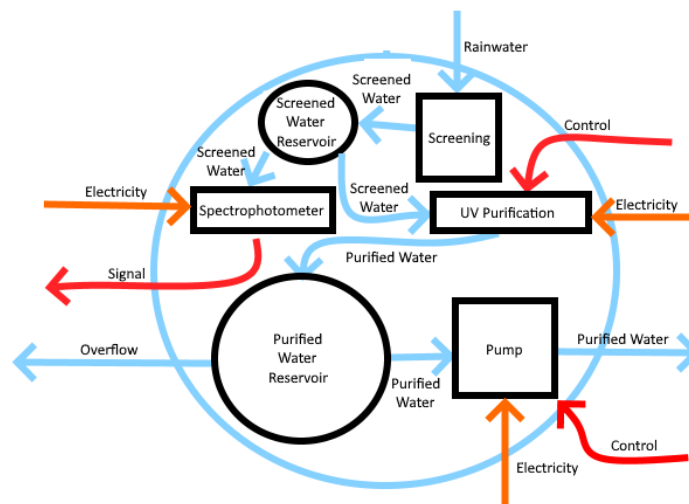 Rainwater
Screened
Water
Screened
Water
Reservoir
Screening
Control
Screened
Water
Electricity
Spectrophotometer
Screened
Water
UV Purification
Electricity
Purified Water
Signal
Overflow
Purified
Water
Reservoir
Purified
Water
Pump
Purified Water
Control
Electricity